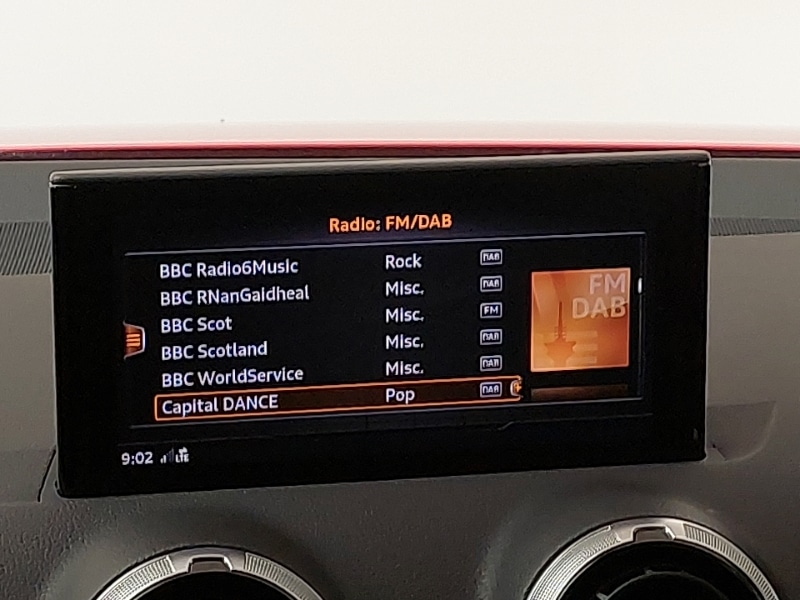 Radio: FM/DAB
BBC Radio6Music Rock DAB
BBC RNanGaidheal Misc. DAB
BBC Scot Misc. FM
BBC Scotland Misc. DAB
BBC WorldService Misc. DAB
Capital DANCE Pop DAB
FM
DAB
9:02 LTE